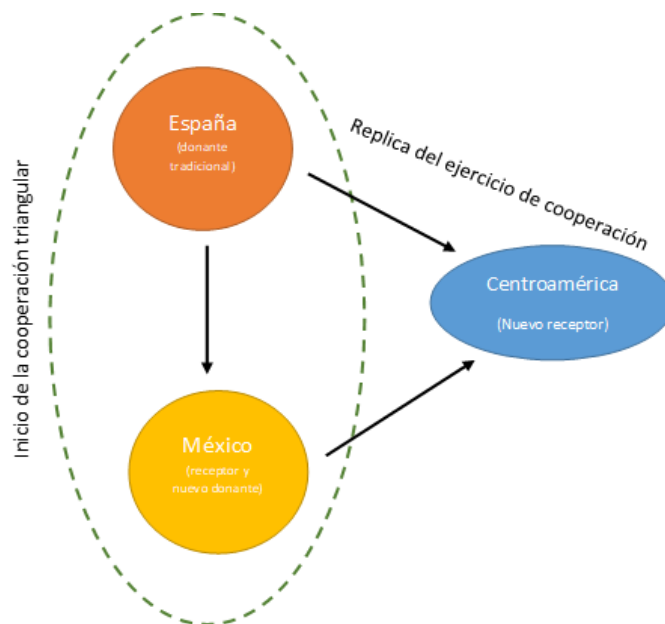 España
(donante
tradicional)
Replica del ejercicio de cooperación
Inicio de la cooperación triangular
Centroamérica
(Nuevo receptor)
México
(receptor y
nuevo donante)